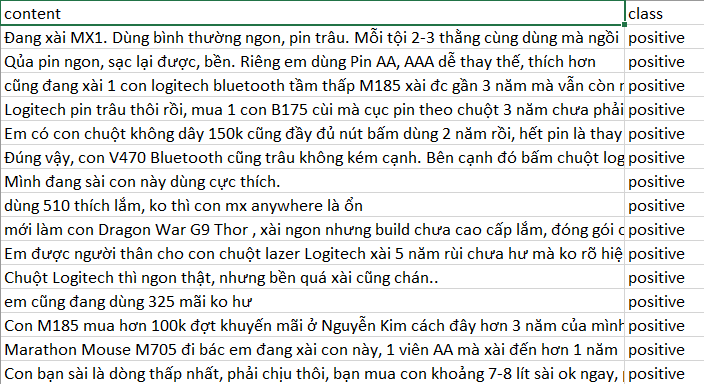 content class
Đang xài MX1. Dùng bình thường ngon, pin trâu. Mỗi tội 2-3 thằng cùng dùng mà ngồi positive
Qủa pin ngon, sạc lại được, bền. Riêng em dùng Pin AA, AAA dễ thay thế, thích hơn positive
cũng đang xài 1 con logitech bluetooth tầm thấp M185 xài đc gần 3 năm mà vẫn còn positive
Logitech pin trâu thôi rồi, mua 1 con B175 cùi mà cục pin theo chuột 3 năm chưa phải positive
Em có con chuột không dây 150k cũng đầy đủ nút bấm dùng 2 năm rồi, hết pin là thay positive
Đúng vậy, con V470 Bluetooth cũng trâu không kém cạnh. Bên cạnh đó bấm chuột log positive
Mình đang sài con này dùng cực thích. positive
dùng 510 thích lắm, ko thì con mx anywhere là ổn positive
mới làm con Dragon War G9 Thor , xài ngon nhưng build chưa cao cấp lắm, đóng gói positive
Em được người thân cho con chuột lazer Logitech xài 5 năm rùi chưa hư mà ko rõ hiệ positive
Chuột Logitech thì ngon thật, nhưng bền quá xài cũng chán.. positive
em cũng đang dùng 325 mãi ko hư positive
Con M185 mua hơn 100k đợt khuyến mãi ở Nguyễn Kim cách đây hơn 3 năm của mình positive
Marathon Mouse M705 đi bác em đang xài con này, 1 viên AA mà xài đến hơn 1 năm positive
Con bạn sài là dòng thấp nhất, phải chịu thôi, bạn mua con khoảng 7-8 lít sài ok ngay, positive